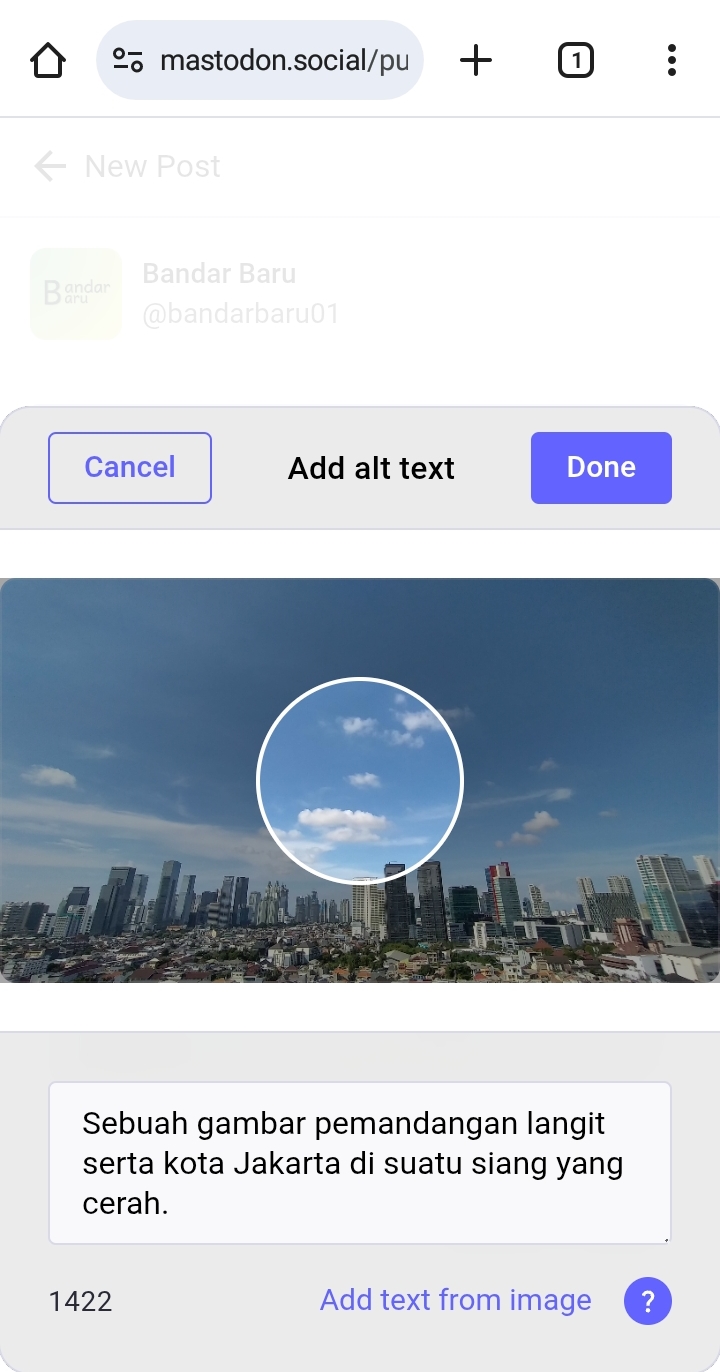 mastodon.social/pu
1
New Post
Bandar Baru
Bandar Baru
@bandarbaru01
Cancel
Add alt text
Done
Sebuah gambar pemandangan langit
serta kota Jakarta di suatu siang yang
cerah.
1422
Add text from image
?